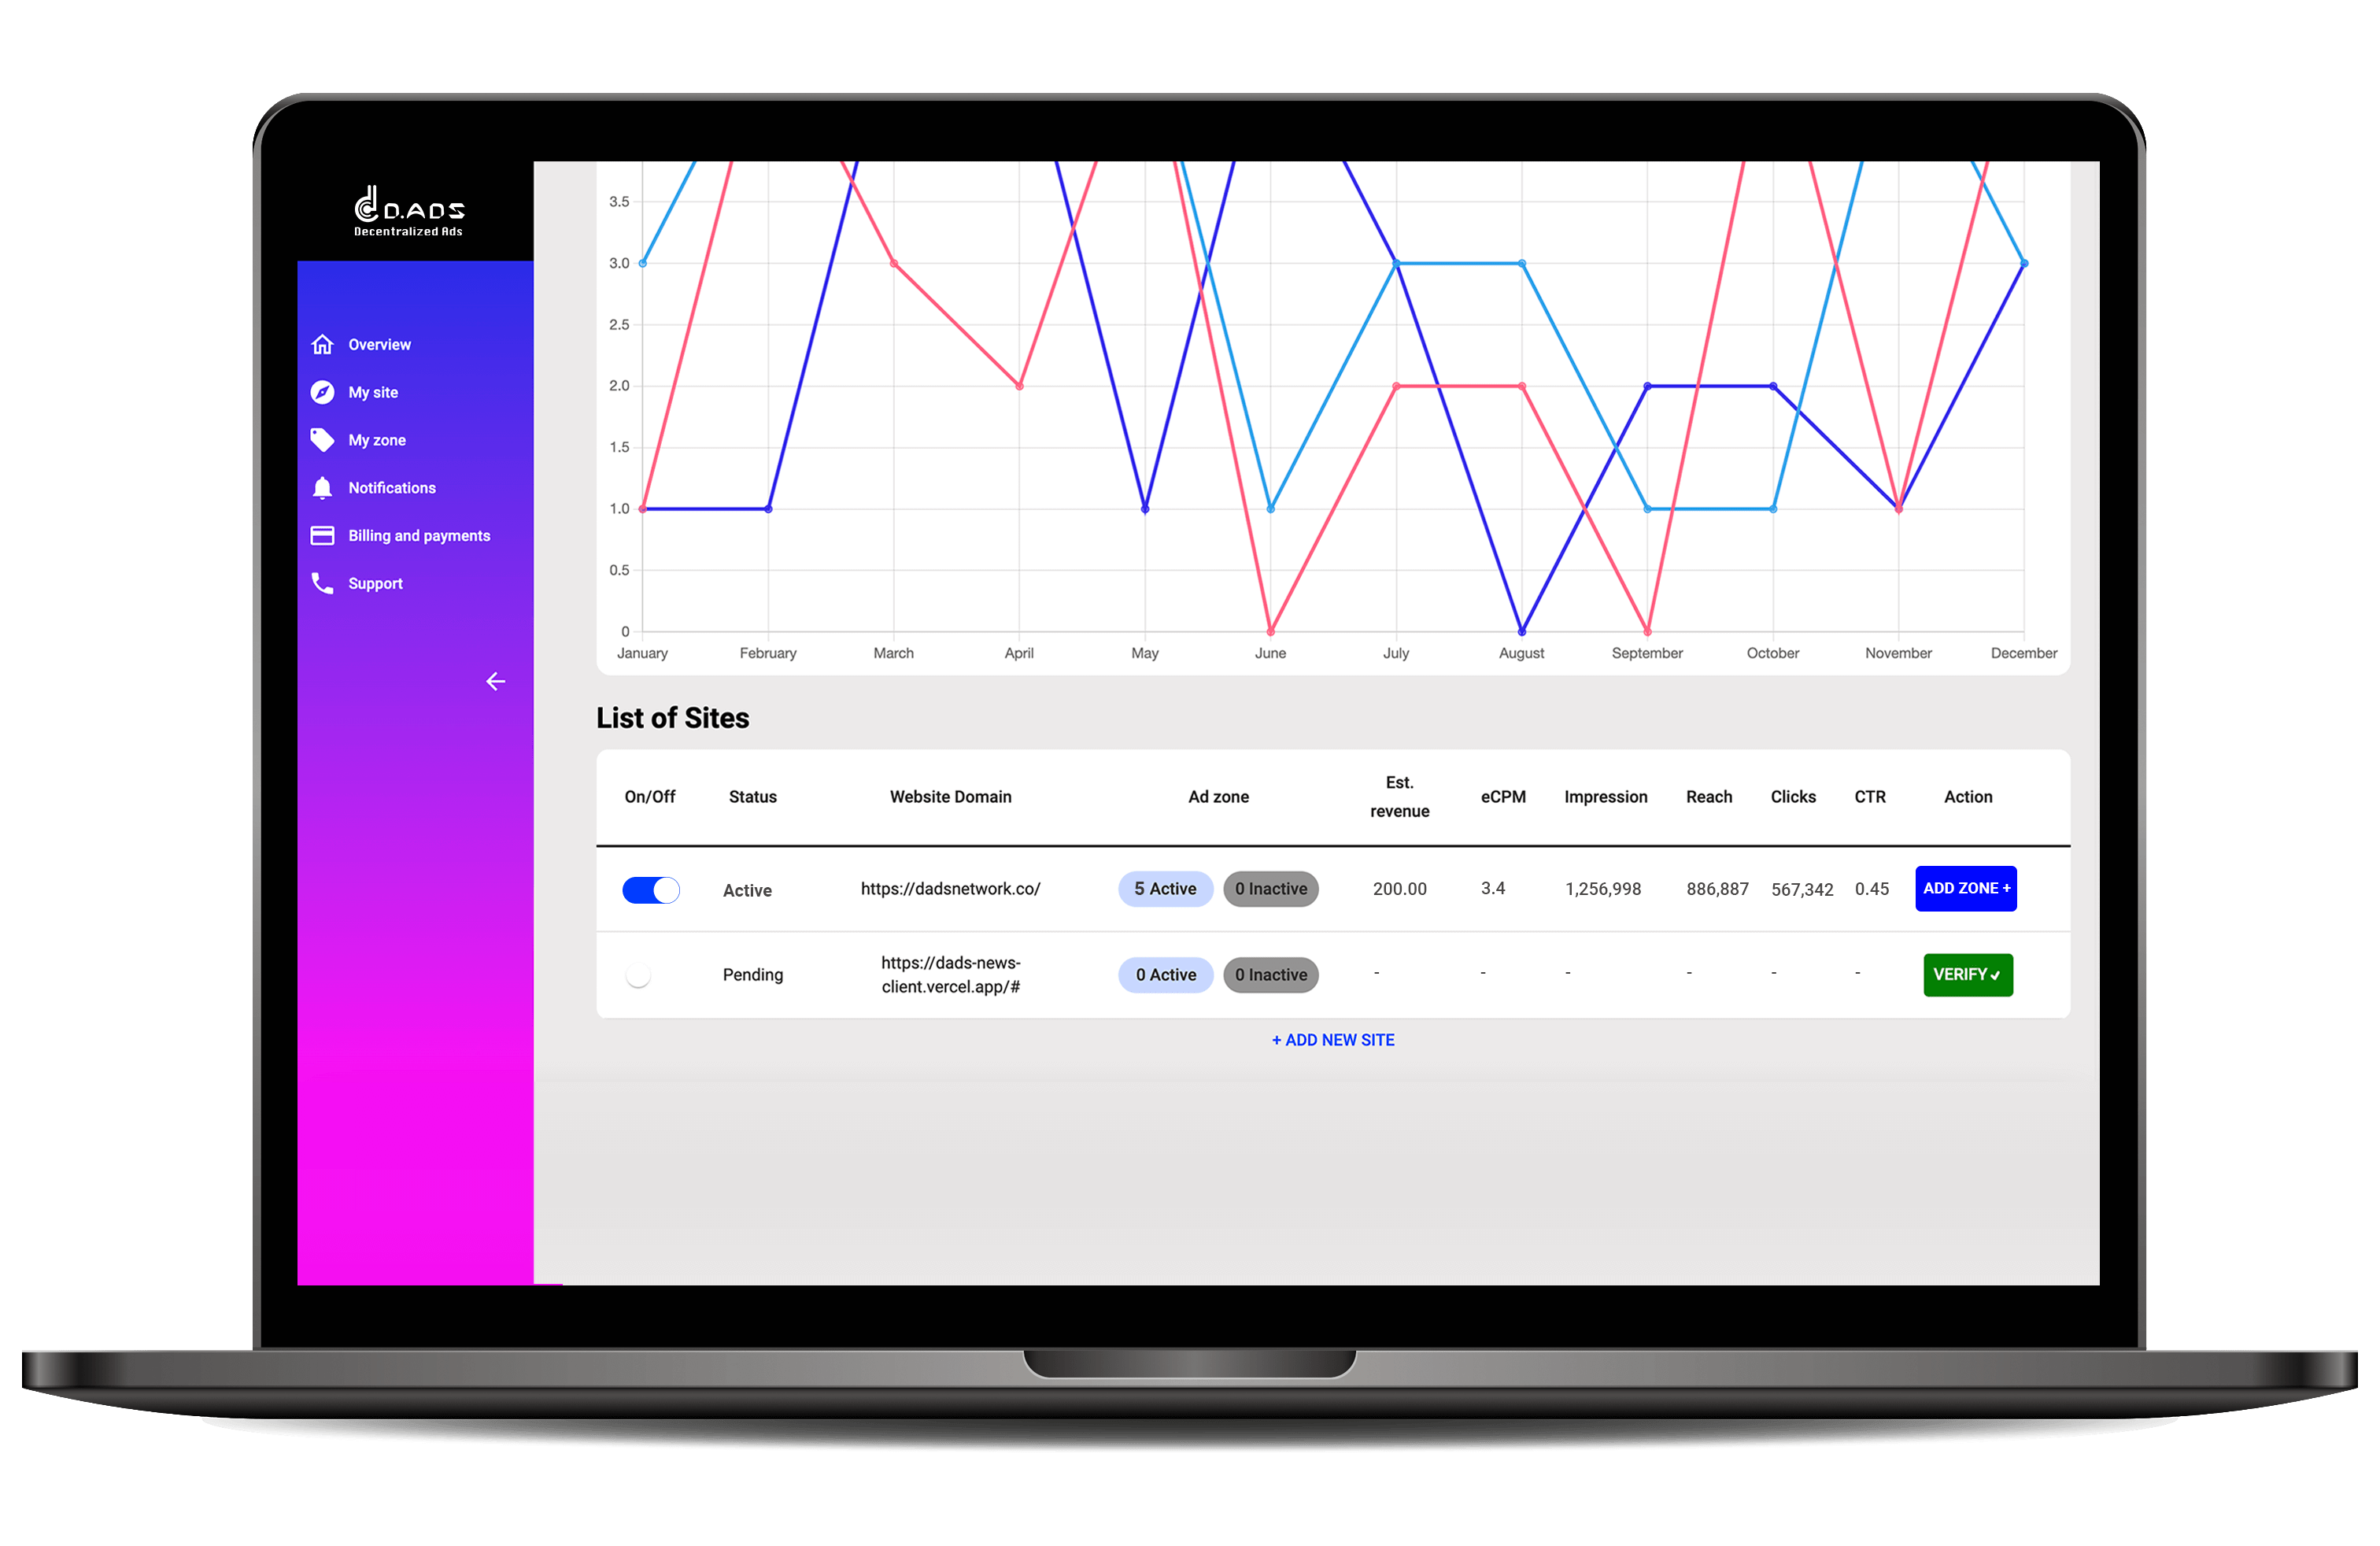 D.ADS
Decentralized Ads
Overview
My site
My zone
Notifications
Billing and payments
Support
3.5
3.0
2.5
2.0
1.5
1.0
0.5
0
January February March April May June July August September October November December
List of Sites
On/Off Status Website Domain Ad zone Est. revenue eCPM Impression Reach Clicks CTR Action
Active https://dadsnetwork.co/ 5 Active 0 Inactive 200.00 3.4 1,256,998 886,887 567,342 0.45 ADD ZONE +
Pending https://dads-news-
client.vercel.app/# 0 Active 0 Inactive - - - - - - VERIFY ✓
+ ADD NEW SITE